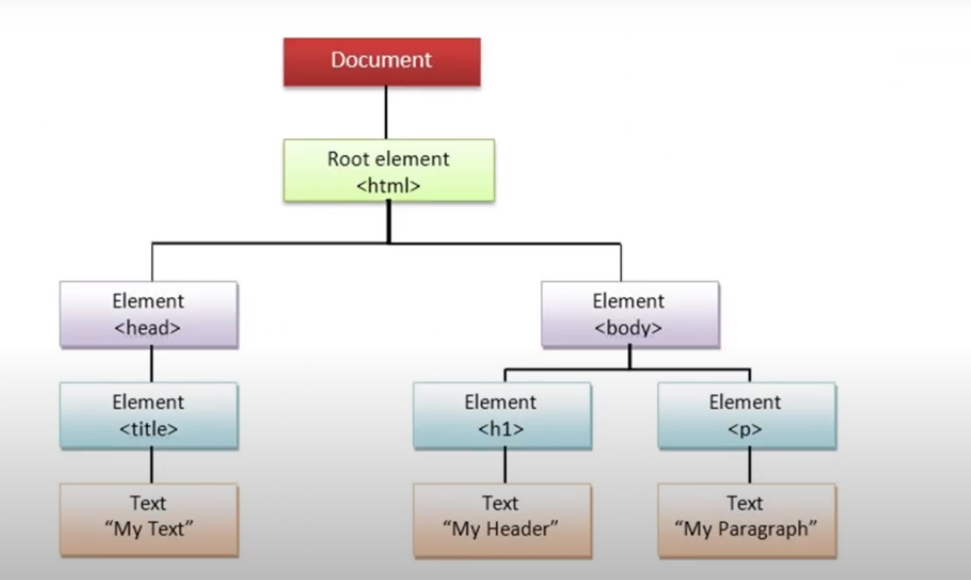 Document
Root element
<html>
Element
<head>
Element
<body>
Element
<title>
Element
<h1>
Element
<p>
Text
“My Text”
Text
“My Header”
Text
“My Paragraph”